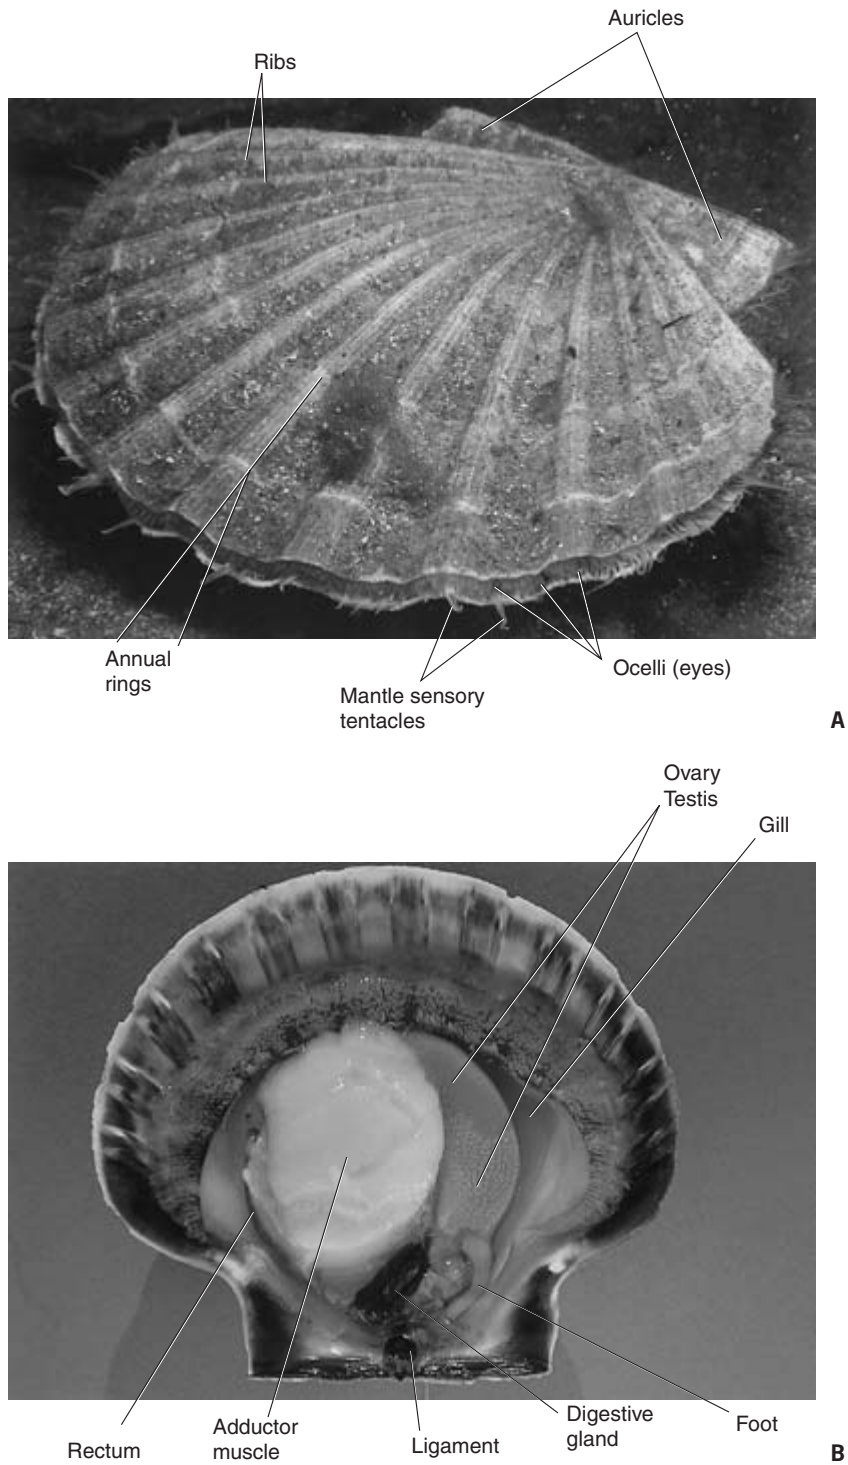 Auricles
Ribs
Annual
rings
Mantle sensory
tentacles
Ocelli (eyes)
A
Ovary
Testis
Gill
Rectum
Adductor
muscle
Ligament
Digestive
gland
Foot
B